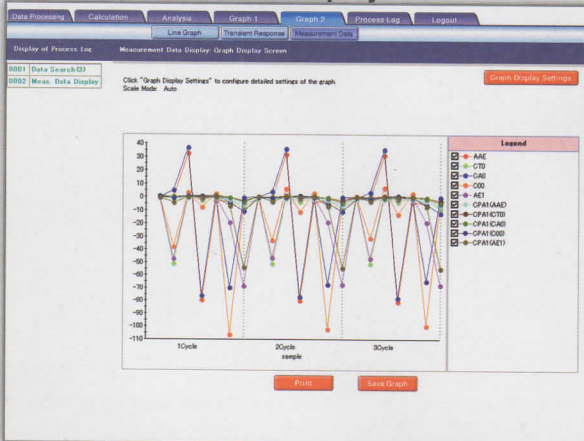 Data Processing Calculation Analysis Graph 1 Graph 2 Process Log Logout
Line Graph Transient Response Measurement Data
Display of Process Log Measurement Data Display: Graph Display Screen
0001 Data Search(3)
0002 Meas. Data Display
Click "Graph Display Settings" to configure detailed settings of the graph.
Scale Mode: Auto
Graph Display Settings
40
30
20
10
0
-10
-20
-30
-40
-50
-60
-70
-80
-90
-100
-110
1Cycle 2Cycle 3Cycle
sample
Legend
AAE
CT0
CA0
C00
AE1
CPA1(AAE)
CPA1(CT0)
CPA1(CA0)
CPA1(C00)
CPA1(AE1)
Print Save Graph